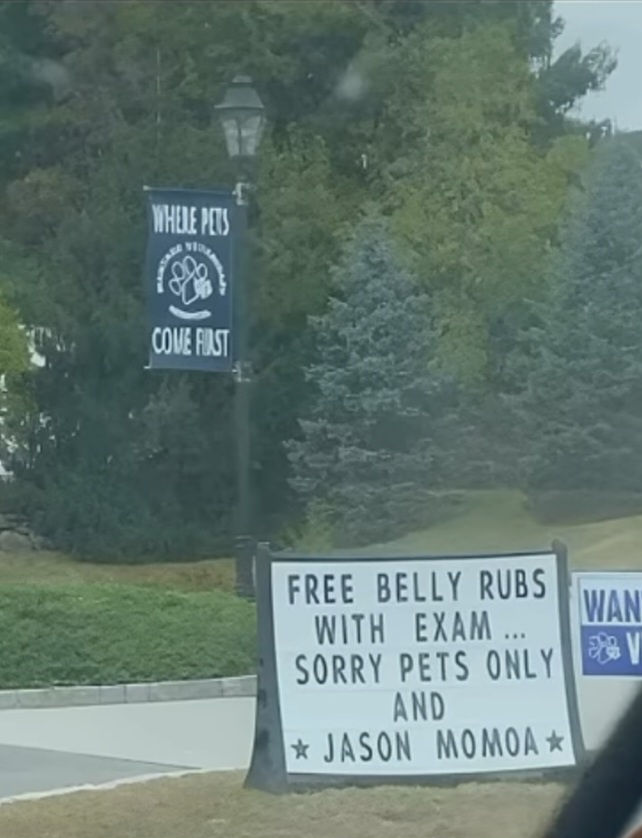 WHERE PETS
COME FIRST
FREE BELLY RUBS
WITH EXAM...
SORRY PETS ONLY
AND
★ JASON MOMOA ★
WAN
V